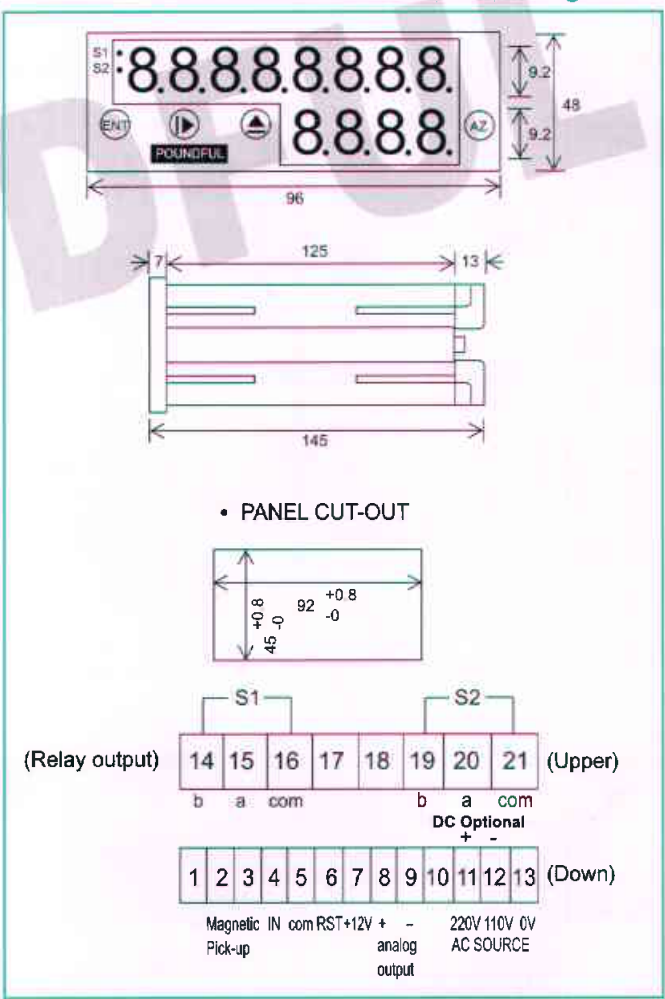 S1 8.8.8.8.8.8.8.8.
S2
9.2
48
ENT 8.8.8.8. AZ
9.2
POUNDFUL
96
7 125 13
145
• PANEL CUT-OUT
92 +0.8 -0
45 +0.8 -0
S1 S2
(Relay output) 14 15 16 17 18 19 20 21 (Upper)
b a com b a com
DC Optional
+ -
1 2 3 4 5 6 7 8 9 10 11 12 13 (Down)
Magnetic IN com RST +12V + - 220V 110V 0V
Pick-up analog AC SOURCE
output
DFUL